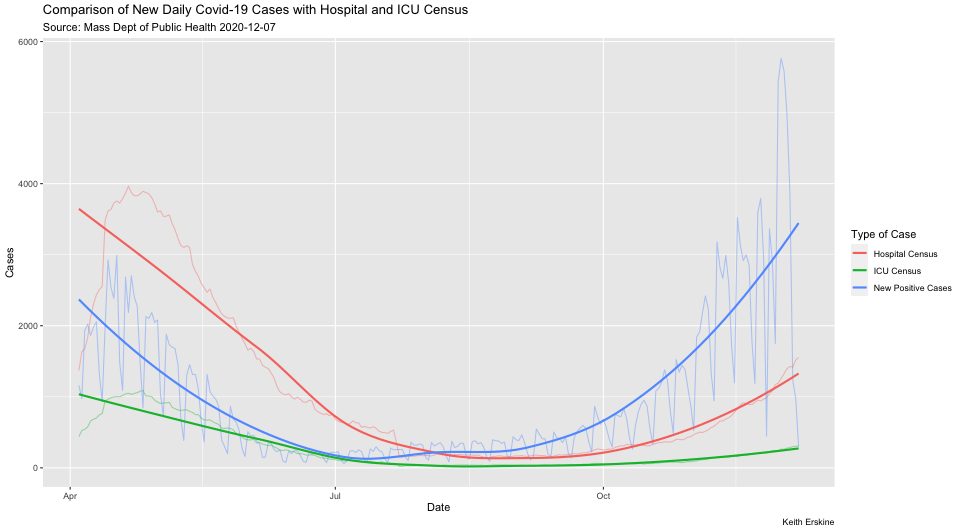 Comparison of New Daily Covid-19 Cases with Hospital and ICU Census
Source: Mass Dept of Public Health 2020-12-07
6000
4000
2000
0
Cases
Apr
Jul
Oct
Date
Type of Case
Hospital Census
ICU Census
New Positive Cases
Keith Erskine